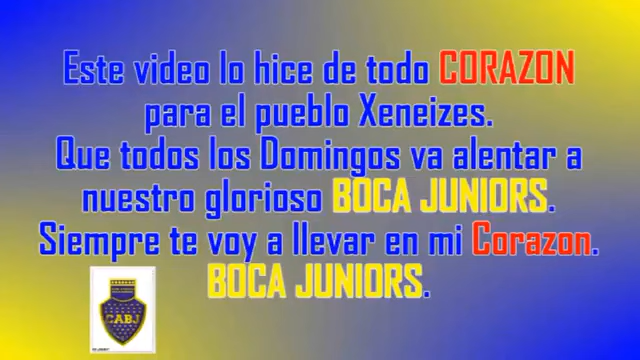 Este video lo hice de todo CORAZON
para el pueblo Xeneizes.
Que todos los Domingos va alentar a
nuestro glorioso BOCA JUNIORS.
Siempre te voy a llevar en mi Corazon.
BOCA JUNIORS.
CABJ